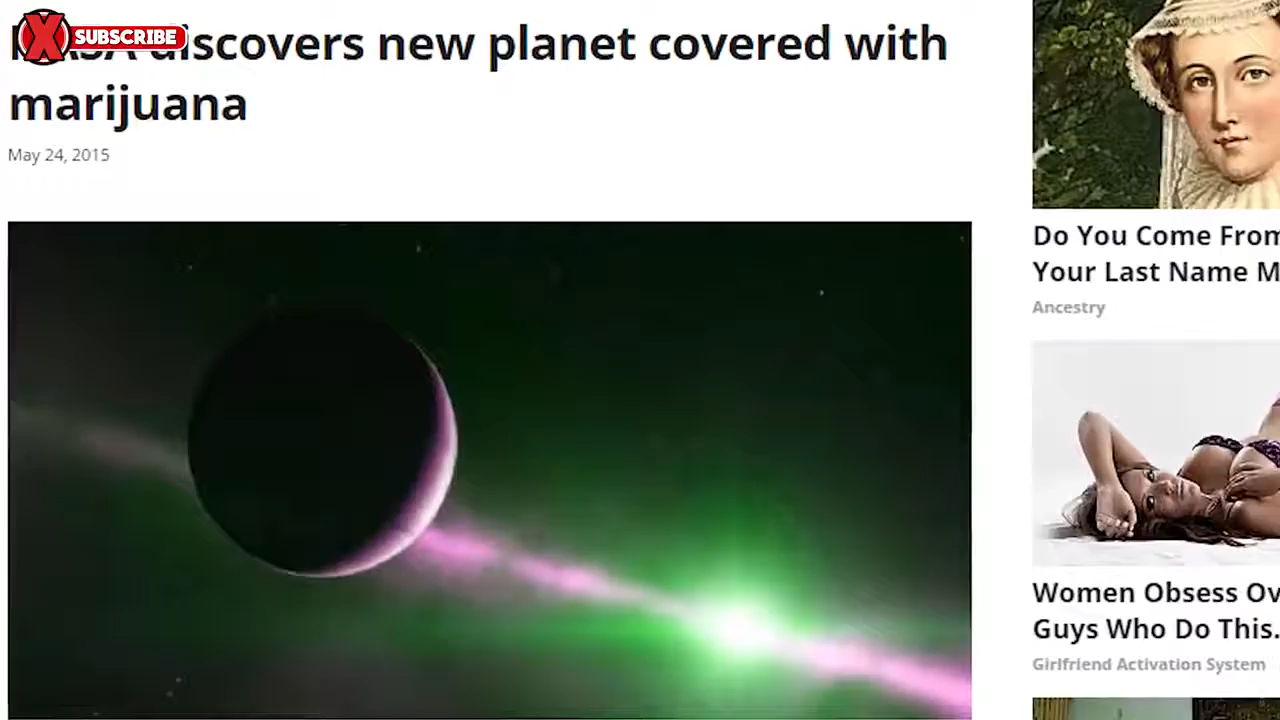 SUBSCRIBE
discovers new planet covered with
marijuana
May 24, 2015
Do You Come From
Your Last Name M
Ancestry
Women Obsess Ov
Guys Who Do This.
Girlfriend Activation System